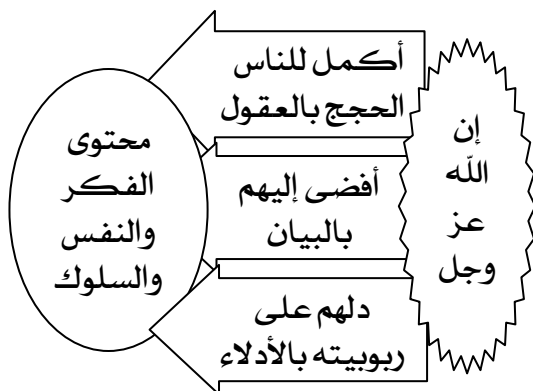 إن
الله
عز
وجل
أكمل للناس
الحجج بالعقول
أفضى إليهم
بالبيان
دلهم على
ربوبيته بالأدلاء
محتوى
الفكر
والنفس
والسلوك